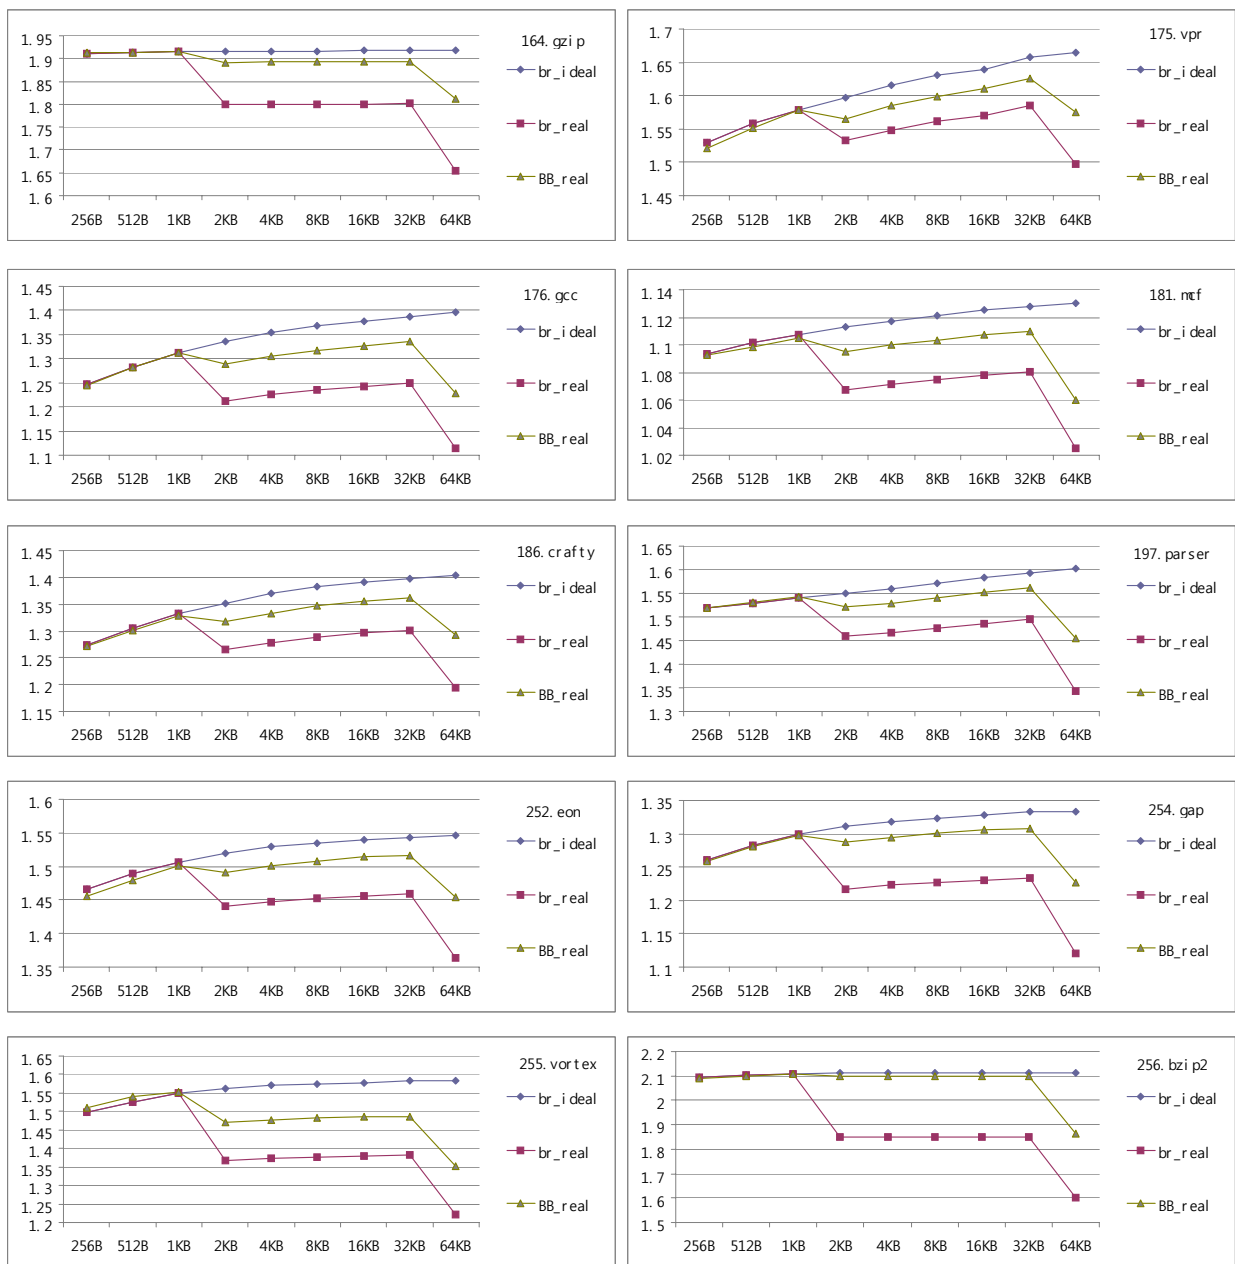 164. gzip
1. 95
1. 9
1. 85
1. 8
1. 75
1. 7
1. 65
1. 6
br_ideal
br_real
BB_real
256B 512B 1KB 2KB 4KB 8KB 16KB 32KB 64KB
175. vpr
1. 7
1. 65
1. 6
1. 55
1. 5
1. 45
br_ideal
br_real
BB_real
256B 512B 1KB 2KB 4KB 8KB 16KB 32KB 64KB
176. gcc
1. 45
1. 4
1. 35
1. 3
1. 25
1. 2
1. 15
1. 1
br_ideal
br_real
BB_real
256B 512B 1KB 2KB 4KB 8KB 16KB 32KB 64KB
181. mcf
1. 14
1. 12
1. 1
1. 08
1. 06
1. 04
1. 02
br_ideal
br_real
BB_real
256B 512B 1KB 2KB 4KB 8KB 16KB 32KB 64KB
186. crafty
1. 45
1. 4
1. 35
1. 3
1. 25
1. 2
1. 15
br_ideal
br_real
BB_real
256B 512B 1KB 2KB 4KB 8KB 16KB 32KB 64KB
197. parser
1. 65
1. 6
1. 55
1. 5
1. 45
1. 4
1. 35
1. 3
br_ideal
br_real
BB_real
256B 512B 1KB 2KB 4KB 8KB 16KB 32KB 64KB
252. eon
1. 6
1. 55
1. 5
1. 45
1. 4
1. 35
br_ideal
br_real
BB_real
256B 512B 1KB 2KB 4KB 8KB 16KB 32KB 64KB
254. gap
1. 35
1. 3
1. 25
1. 2
1. 15
1. 1
br_ideal
br_real
BB_real
256B 512B 1KB 2KB 4KB 8KB 16KB 32KB 64KB
255. vortex
1. 65
1. 6
1. 55
1. 5
1. 45
1. 4
1. 35
1. 3
1. 25
1. 2
br_ideal
br_real
BB_real
256B 512B 1KB 2KB 4KB 8KB 16KB 32KB 64KB
256. bzip2
2. 2
2. 1
2
1. 9
1. 8
1. 7
1. 6
1. 5
br_ideal
br_real
BB_real
256B 512B 1KB 2KB 4KB 8KB 16KB 32KB 64KB